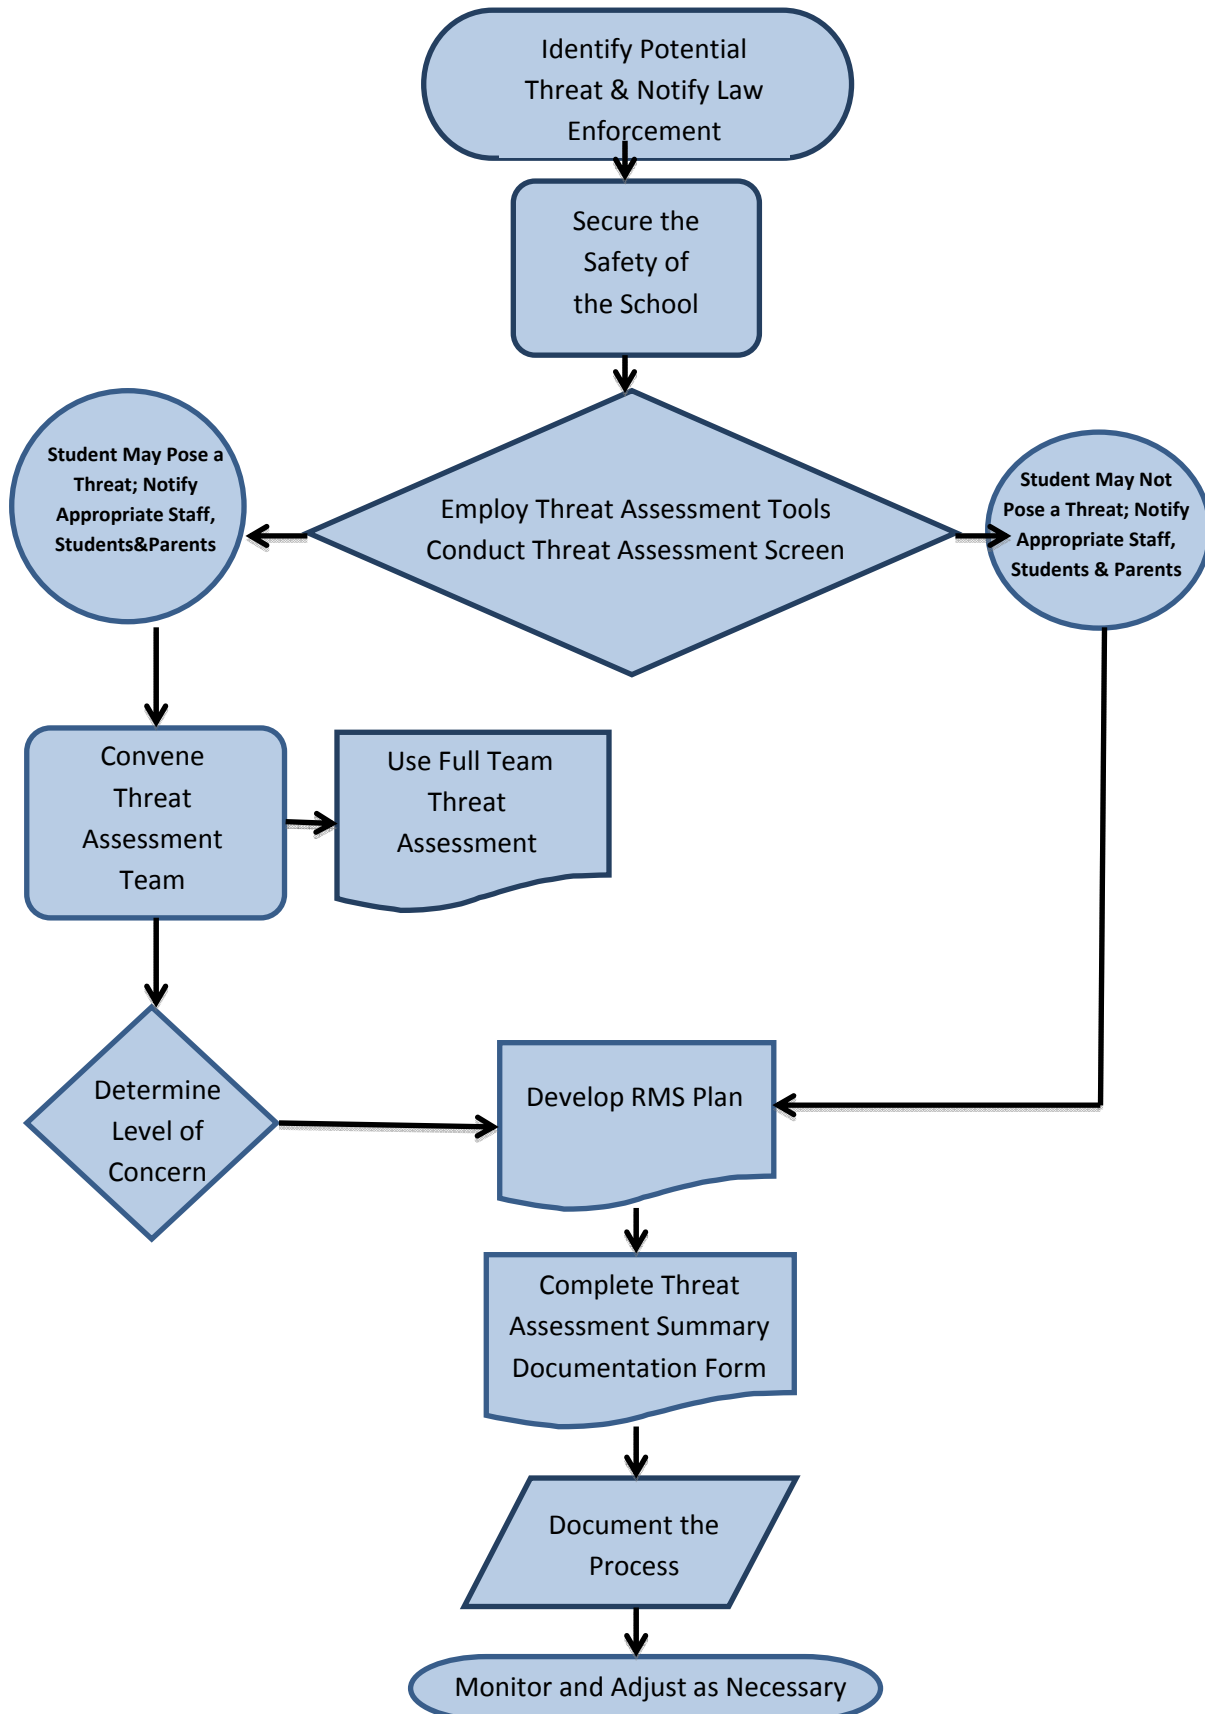 Identify Potential
Threat & Notify Law
Enforcement
Secure the
Safety of
the School
Student May Pose a
Threat; Notify
Appropriate Staff,
Students&Parents
Employ Threat Assessment Tools
Conduct Threat Assessment Screen
Student May Not
Pose a Threat; Notify
Appropriate Staff,
Students & Parents
Convene
Threat
Assessment
Team
Use Full Team
Threat
Assessment
Determine
Level of
Concern
Develop RMS Plan
Complete Threat
Assessment Summary
Documentation Form
Document the
Process
Monitor and Adjust as Necessary